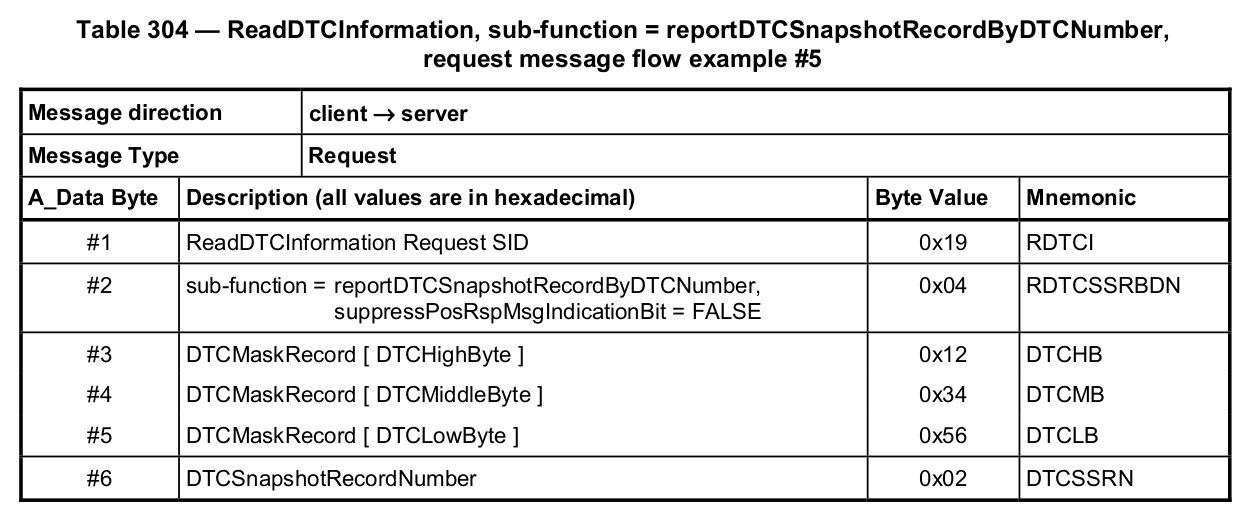 Table 304 — ReadDTCInformation, sub-function = reportDTCSnapshotRecordByDTCNumber,
request message flow example #5
Message direction client → server
Message Type Request
A_Data Byte Description (all values are in hexadecimal) Byte Value Mnemonic
#1 ReadDTCInformation Request SID 0x19 RDTCI
#2 sub-function = reportDTCSnapshotRecordByDTCNumber, 0x04 RDTCSSRBDN
suppressPosRspMsgIndicationBit = FALSE
#3 DTCMaskRecord [ DTCHighByte ] 0x12 DTCHB
#4 DTCMaskRecord [ DTCMiddleByte ] 0x34 DTCMB
#5 DTCMaskRecord [ DTCLowByte ] 0x56 DTCLB
#6 DTCSnapshotRecordNumber 0x02 DTCSSRN